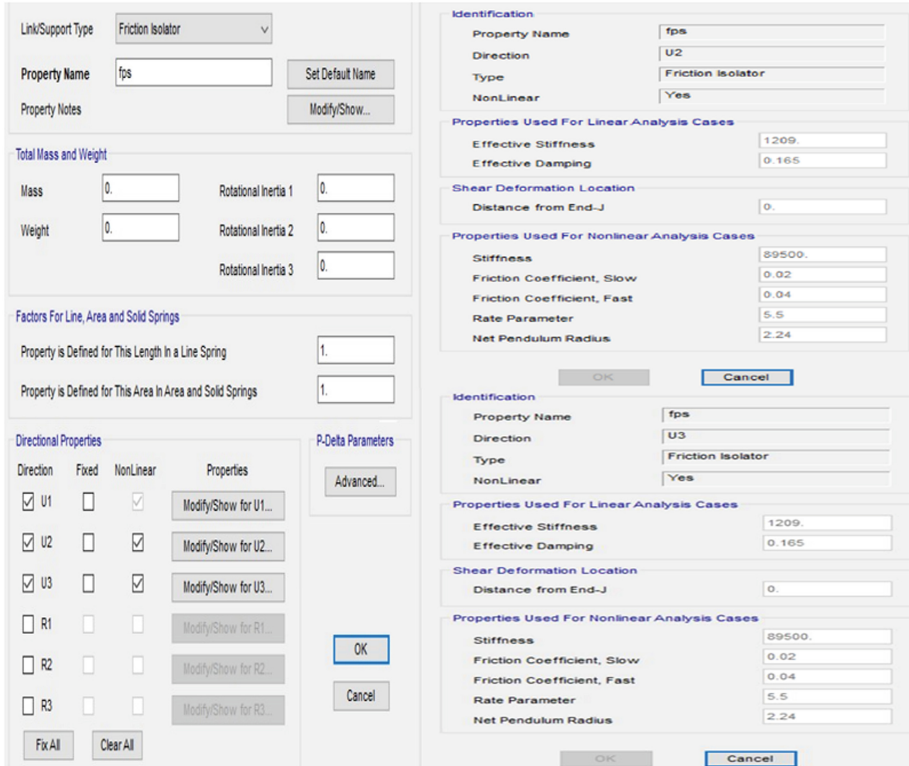 Link/Support Type Friction Isolator
Property Name fps Set Default Name
Property Notes Modify/Show...
Total Mass and Weight
Mass 0. Rotational Inertia 1 0.
Weight 0. Rotational Inertia 2 0.
Rotational Inertia 3 0.
Factors For Line, Area and Solid Springs
Property is Defined for This Length In a Line Spring 1.
Property is Defined for This Area In Area and Solid Springs 1.
Directional Properties
Direction Fixed NonLinear Properties
U1 Modify/Show for U1...
U2 Modify/Show for U2...
U3 Modify/Show for U3...
R1 Modify/Show for R1...
R2 Modify/Show for R2...
R3 Modify/Show for R3...
Fix All Clear All
P-Delta Parameters
Advanced...
OK
Cancel
Identification
Property Name fps
Direction U2
Type Friction Isolator
NonLinear Yes
Properties Used For Linear Analysis Cases
Effective Stiffness 1209.
Effective Damping 0.165
Shear Deformation Location
Distance from End-J 0.
Properties Used For Nonlinear Analysis Cases
Stiffness 89500.
Friction Coefficient, Slow 0.02
Friction Coefficient, Fast 0.04
Rate Parameter 5.5
Net Pendulum Radius 2.24
OK Cancel
Identification
Property Name fps
Direction U3
Type Friction Isolator
NonLinear Yes
Properties Used For Linear Analysis Cases
Effective Stiffness 1209.
Effective Damping 0.165
Shear Deformation Location
Distance from End-J 0.
Properties Used For Nonlinear Analysis Cases
Stiffness 89500.
Friction Coefficient, Slow 0.02
Friction Coefficient, Fast 0.04
Rate Parameter 5.5
Net Pendulum Radius 2.24
OK Cancel